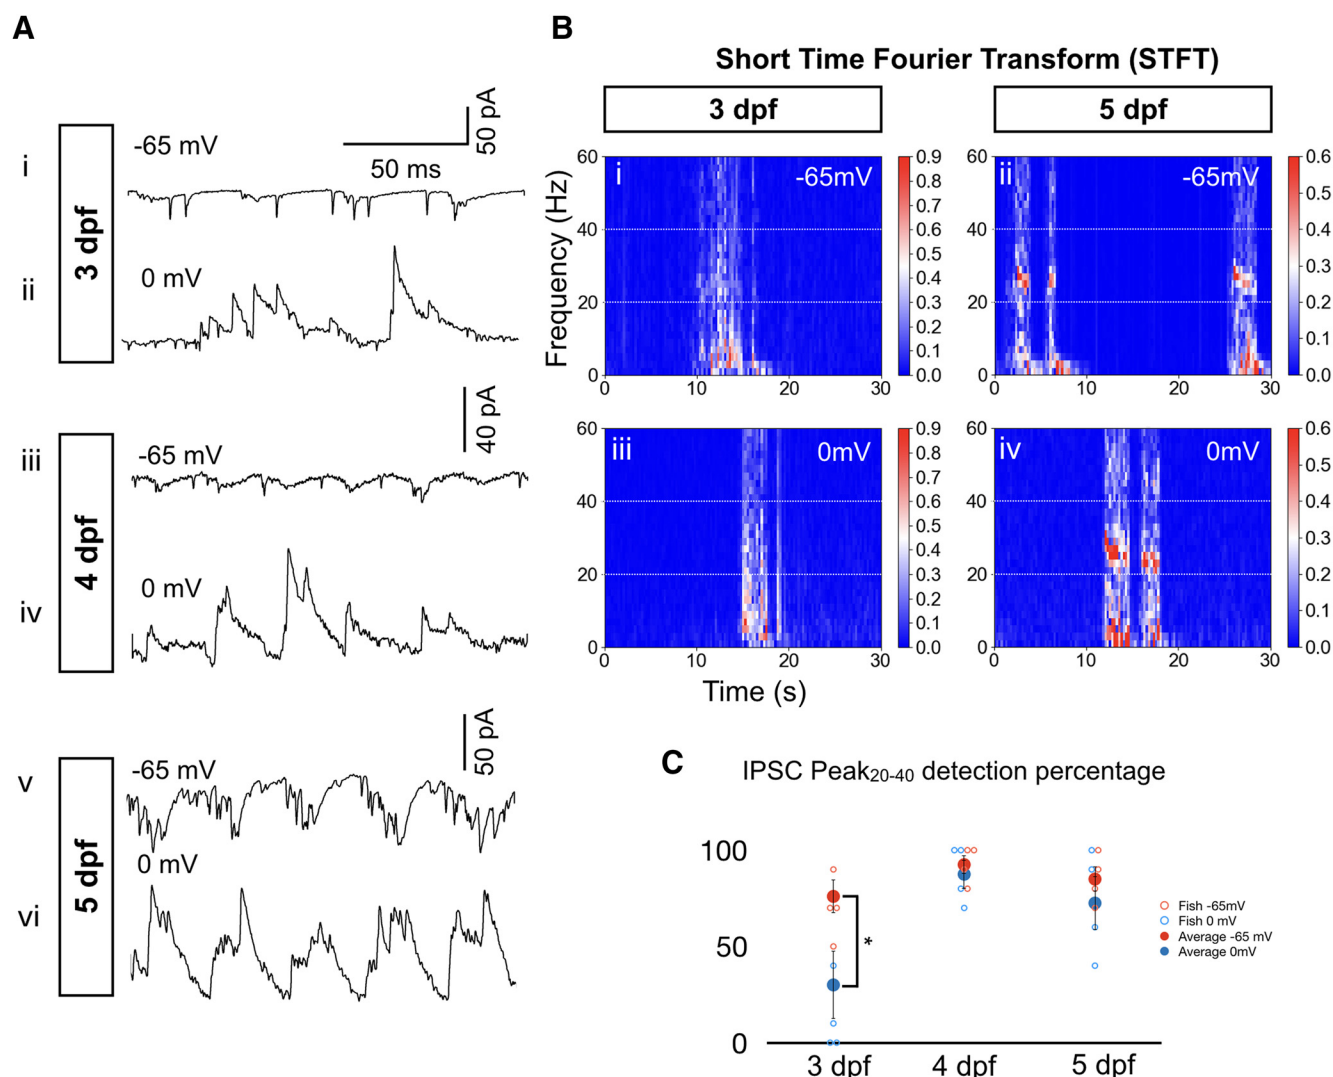 A
3 dpf
i
-65 mV
50 ms
50 pA
ii
0 mV
4 dpf
40 pA
iii
-65 mV
iv
0 mV
5 dpf
50 pA
v
-65 mV
0 mV
vi
B
Short Time Fourier Transform (STFT)
3 dpf
5 dpf
Frequency (Hz)
60
40
20
0
i
-65mV
0
10
20
30
0.9
0.8
0.7
0.6
0.5
0.4
0.3
0.2
0.1
0.0
60
40
20
0
ii
-65mV
0
10
20
30
0.6
0.5
0.4
0.3
0.2
0.1
0.0
60
40
20
0
iii
0mV
0
10
20
30
0.9
0.8
0.7
0.6
0.5
0.4
0.3
0.2
0.1
0.0
60
40
20
0
iv
0mV
0
10
20
30
0.6
0.5
0.4
0.3
0.2
0.1
0.0
Time (s)
C
IPSC Peak20-40 detection percentage
100
50
0
*
3 dpf
4 dpf
5 dpf
Fish -65mV
Fish 0 mV
Average -65 mV
Average 0mV